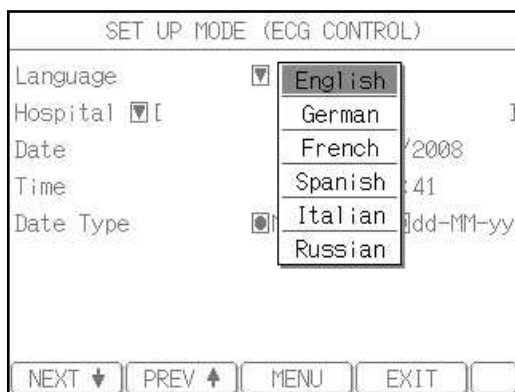 SET UP MODE (ECG CONTROL)
Language
English
Hospital [ ]
German
Date
French /2008
Time
Spanish :41
Date Type
Italian dd-MM-yy
Russian
NEXT PREV MENU EXIT